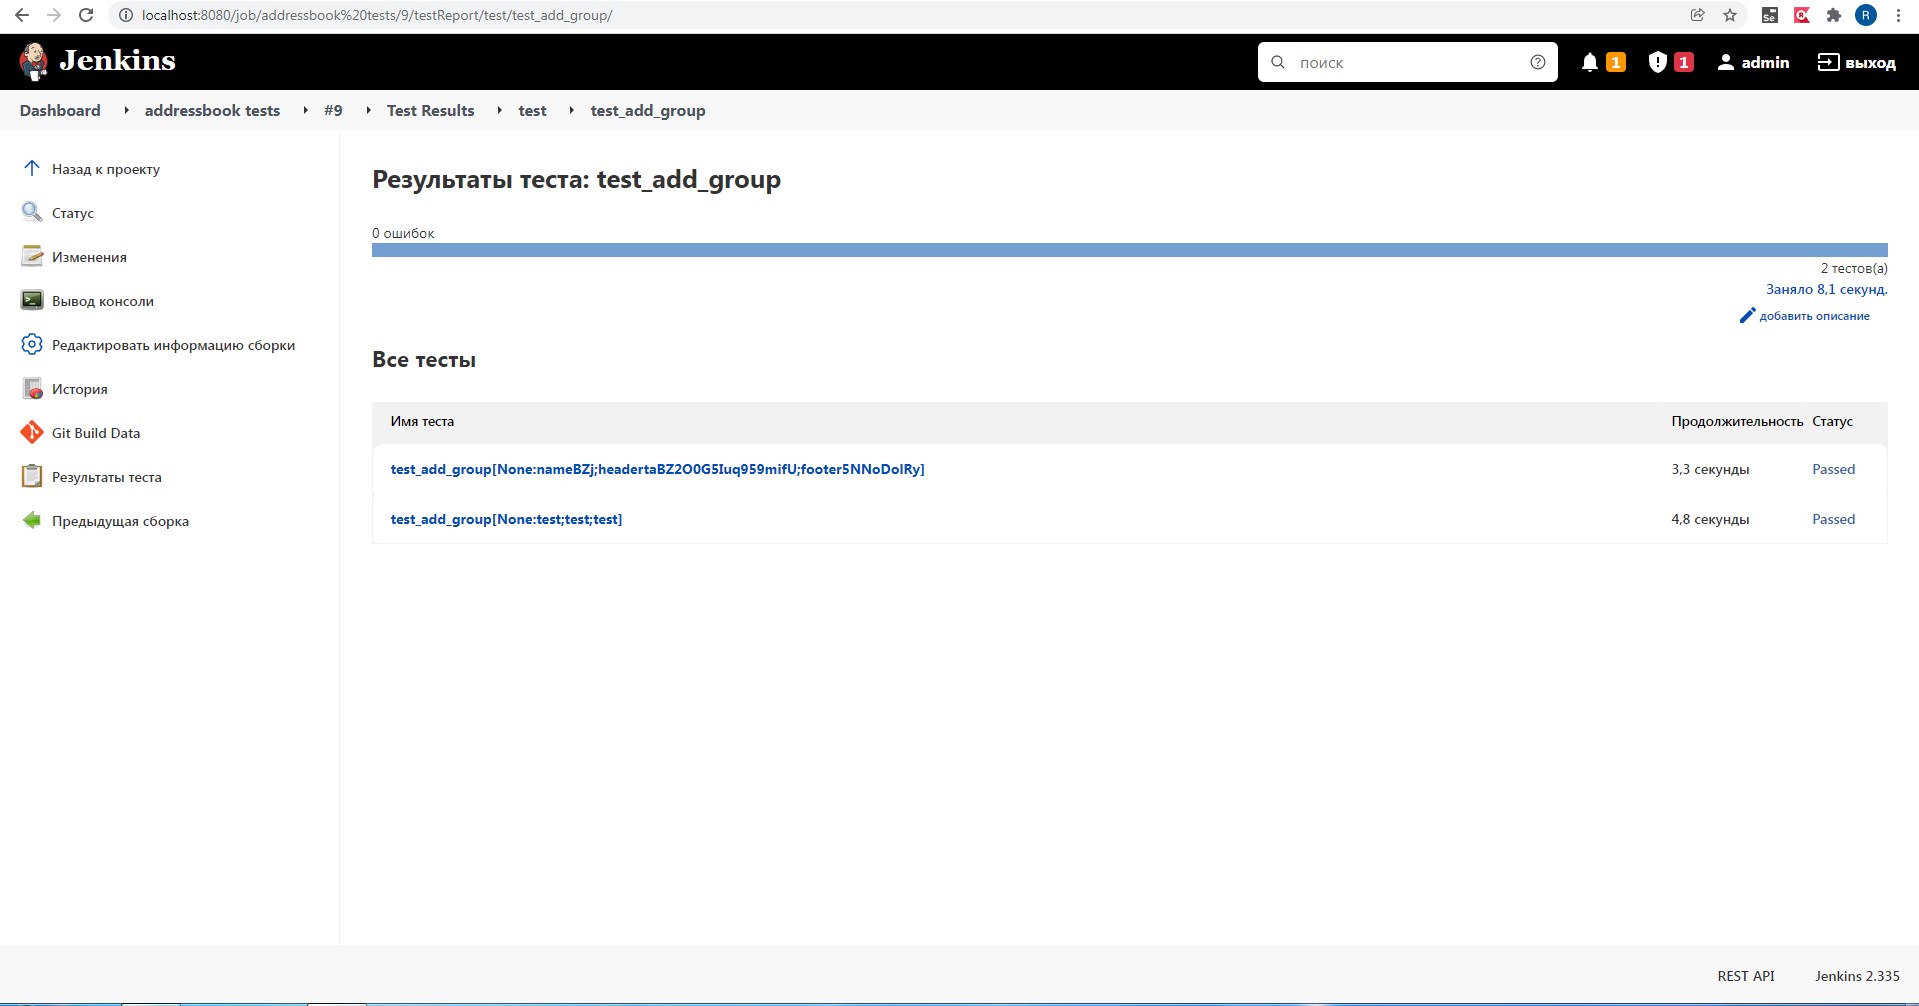 localhost:8080/job/addressbook%20tests/9/testReport/test/test_add_group/
Se
R
Jenkins
поиск
1
1
admin
выход
Dashboard
addressbook tests
#9
Test Results
test
test_add_group
Назад к проекту
Статус
Изменения
Вывод консоли
Редактировать информацию сборки
История
Git Build Data
Результаты теста
Предыдущая сборка
Результаты теста: test_add_group
0 ошибок
2 тестов(а)
Заняло 8,1 секунд.
добавить описание
Все тесты
Имя теста Продолжительность Статус
test_add_group[None:nameBZj;headertaBZ2O0G5Iuq959mifU;footer5NNoDolRy] 3,3 секунды Passed
test_add_group[None:test;test;test] 4,8 секунды Passed
REST API
Jenkins 2.335